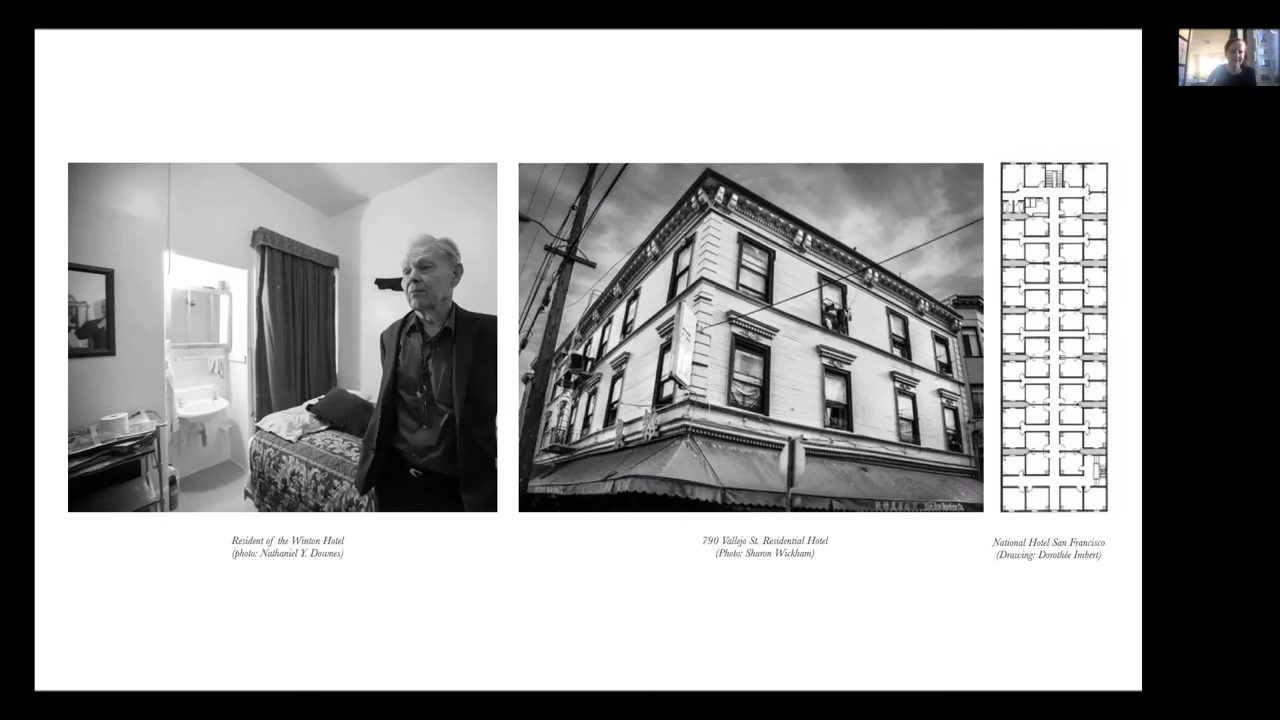 Resident of the Winton Hotel
(photo: Nathaniel Y. Downes)
790 Vallejo St. Residential Hotel
(Photo: Sharon Wickham)
National Hotel San Francisco
(Drawing: Dorothée Imbert)